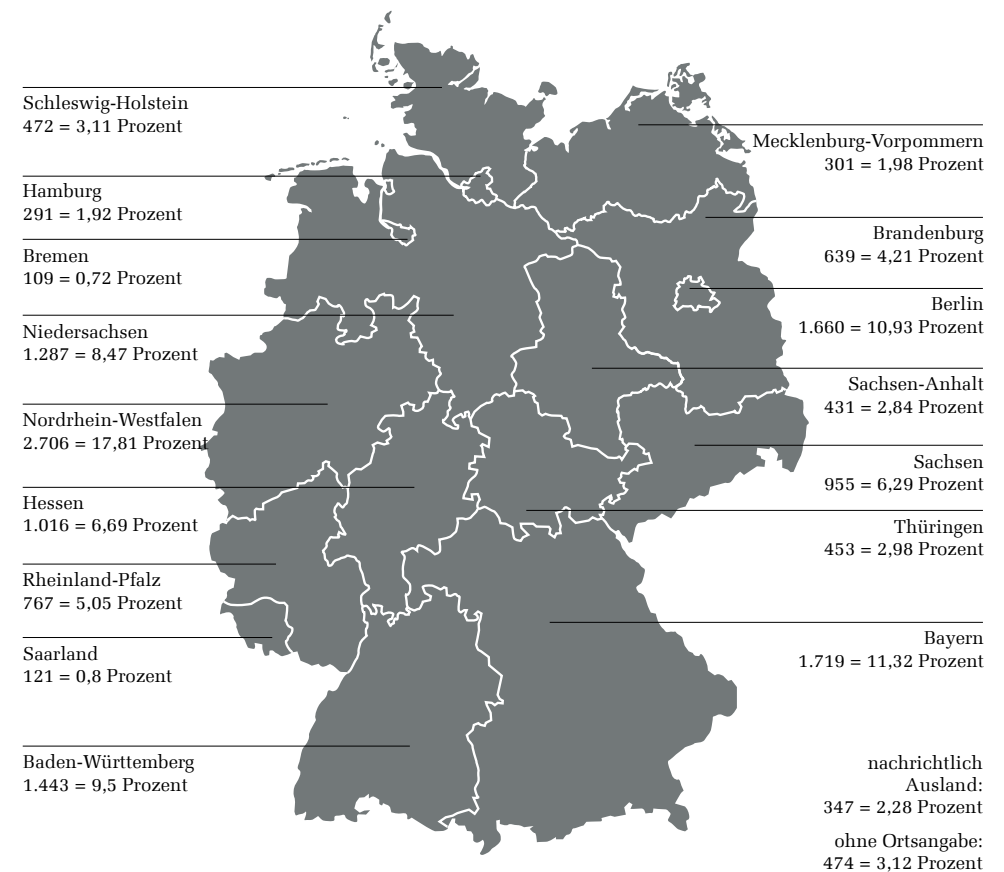 Schleswig-Holstein
472 = 3,11 Prozent
Hamburg
291 = 1,92 Prozent
Bremen
109 = 0,72 Prozent
Niedersachsen
1.287 = 8,47 Prozent
Nordrhein-Westfalen
2.706 = 17,81 Prozent
Hessen
1.016 = 6,69 Prozent
Rheinland-Pfalz
767 = 5,05 Prozent
Saarland
121 = 0,8 Prozent
Baden-Württemberg
1.443 = 9,5 Prozent
Mecklenburg-Vorpommern
301 = 1,98 Prozent
Brandenburg
639 = 4,21 Prozent
Berlin
1.660 = 10,93 Prozent
Sachsen-Anhalt
431 = 2,84 Prozent
Sachsen
955 = 6,29 Prozent
Thüringen
453 = 2,98 Prozent
Bayern
1.719 = 11,32 Prozent
nachrichtlich
Ausland:
347 = 2,28 Prozent
ohne Ortsangabe:
474 = 3,12 Prozent